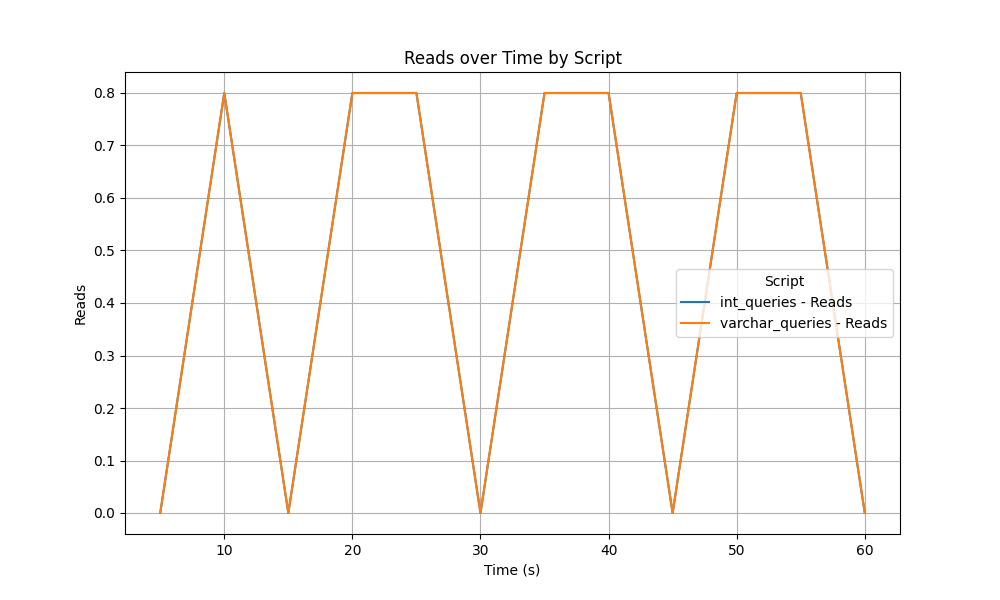 Reads over Time by Script
0.8
0.7
0.6
0.5
0.4
0.3
0.2
0.1
0.0
Reads
Script
int_queries - Reads
varchar_queries - Reads
10 20 30 40 50 60
Time (s)